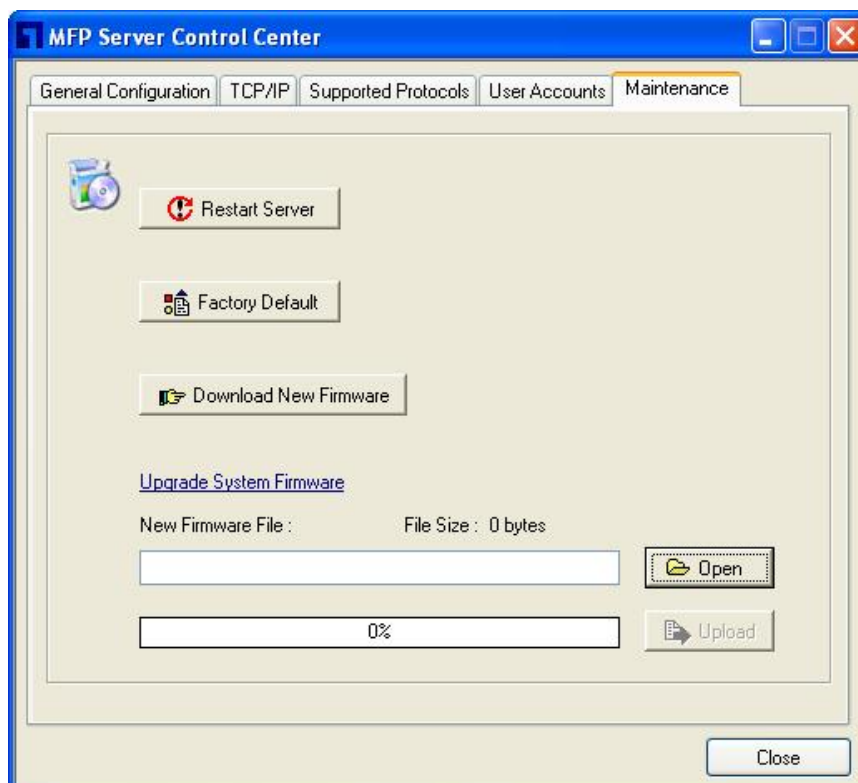 MFP Server Control Center
General Configuration TCP/IP Supported Protocols User Accounts Maintenance
Restart Server
Factory Default
Download New Firmware
Upgrade System Firmware
New Firmware File : File Size : 0 bytes
Open
0% Upload
Close